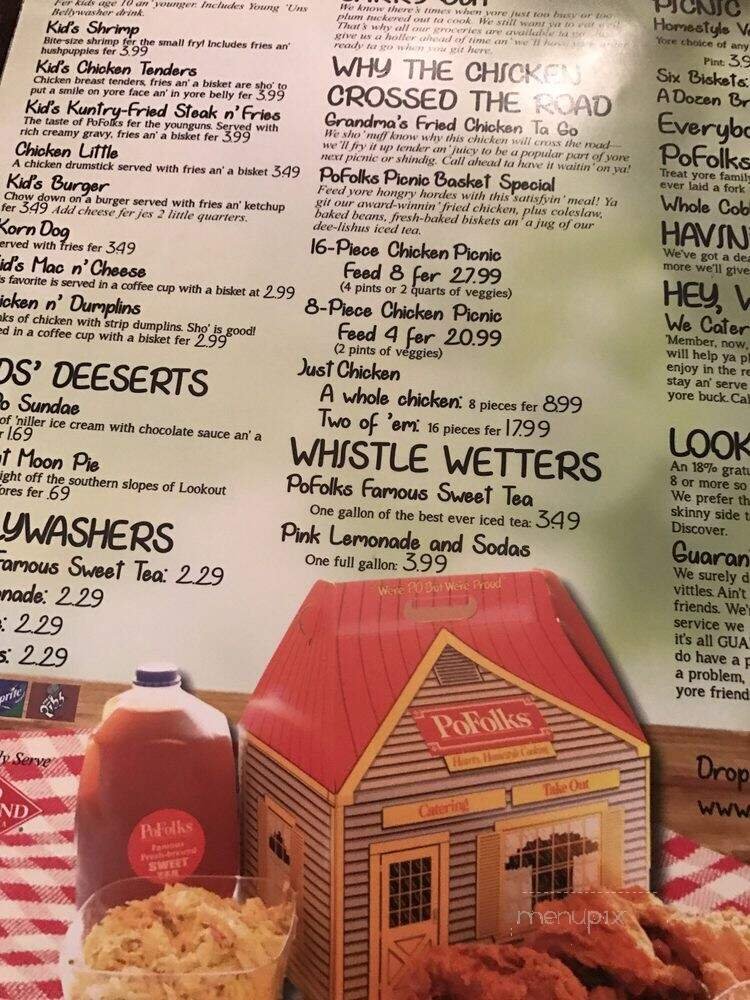 Fer kids age 10 an' younger. Includes Young 'Uns
Bellywasher drink.
Kid's Shrimp
Bite-size shrimp fer the small fry! Includes fries an'
hushpuppies fer 3.99
Kid's Chicken Tenders
Chicken breast tenders, fries an' a bisket are sho' to
put a smile on yore face an' in yore belly fer 3.99
Kid's Kuntry-Fried Steak n' Fries
The taste of PoFolks fer the younguns. Served with
rich creamy gravy, fries an' a bisket fer 3.99
Chicken Little
A chicken drumstick served with fries an' a bisket 3.49
Kid's Burger
Chow down on a burger served with fries an' ketchup
fer 3.49 Add cheese fer jes 2 little quarters.
Korn Dog
erved with fries fer 3.49
id's Mac n' Cheese
s favorite is served in a coffee cup with a bisket at 2.99
icken n' Dumplins
ks of chicken with strip dumplins. Sho' is good!
ed in a coffee cup with a bisket fer 2.99
DS' DEESERTS
o Sundae
of 'niller ice cream with chocolate sauce an' a
r 1.69
t Moon Pie
ight off the southern slopes of Lookout
ores fer .69
LYWASHERS
Famous Sweet Tea: 2.29
nade: 2.29
: 2.29
s: 2.29
prite
Pibb
ly Serve
ND
We know there's times when yore just too busy or too
plum tuckered out ta cook. We still want ya to eat well
That's why all our groceries are available ta go. Just
give us a holler ahead of time an' we'll have yore order
ready ta go when you git here.
WHY THE CHICKEN
CROSSED THE ROAD
Grandma's Fried Chicken Ta Go
We sho' 'nuff know why this chicken will cross the road—
we'll fry it up tender an' juicy to be a popular part of yore
next picnic or shindig. Call ahead ta have it waitin' on ya!
PoFolks Picnic Basket Special
Feed yore hongry hordes with this satisfyin' meal! Ya
git our award-winnin' fried chicken, plus coleslaw,
baked beans, fresh-baked biskets an' a jug of our
dee-lishus iced tea.
16-Piece Chicken Picnic
Feed 8 fer 27.99
(4 pints or 2 quarts of veggies)
8-Piece Chicken Picnic
Feed 4 fer 20.99
(2 pints of veggies)
Just Chicken
A whole chicken: 8 pieces fer 8.99
Two of 'em: 16 pieces fer 17.99
WHISTLE WETTERS
PoFolks Famous Sweet Tea
One gallon of the best ever iced tea: 3.49
Pink Lemonade and Sodas
One full gallon: 3.99
We're PO But We're Proud
PoFolks
Hearty, Homestyle Cooking
Catering
Take Out
PoFolks
Famous
Fresh-brewed
SWEET
TEA
PICNIC
Homestyle Ve
Yore choice of any
Pint: 3.9
Six Biskets:
A Dozen Br
Everybo
PoFolks
Treat yore family
ever laid a fork
Whole Cobb
HAVIN'
We've got a dea
more we'll give
HEY, W
We Cater
'Member, now,
will help ya pl
enjoy in the re
stay an' serve
yore buck. Cal
LOOK
An 18% gratu
8 or more so
We prefer th
skinny side t
Discover.
Guaran
We surely d
vittles. Ain't
friends. We'
service we
it's all GUA
do have a p
a problem,
yore friend
Drop
www
menupix